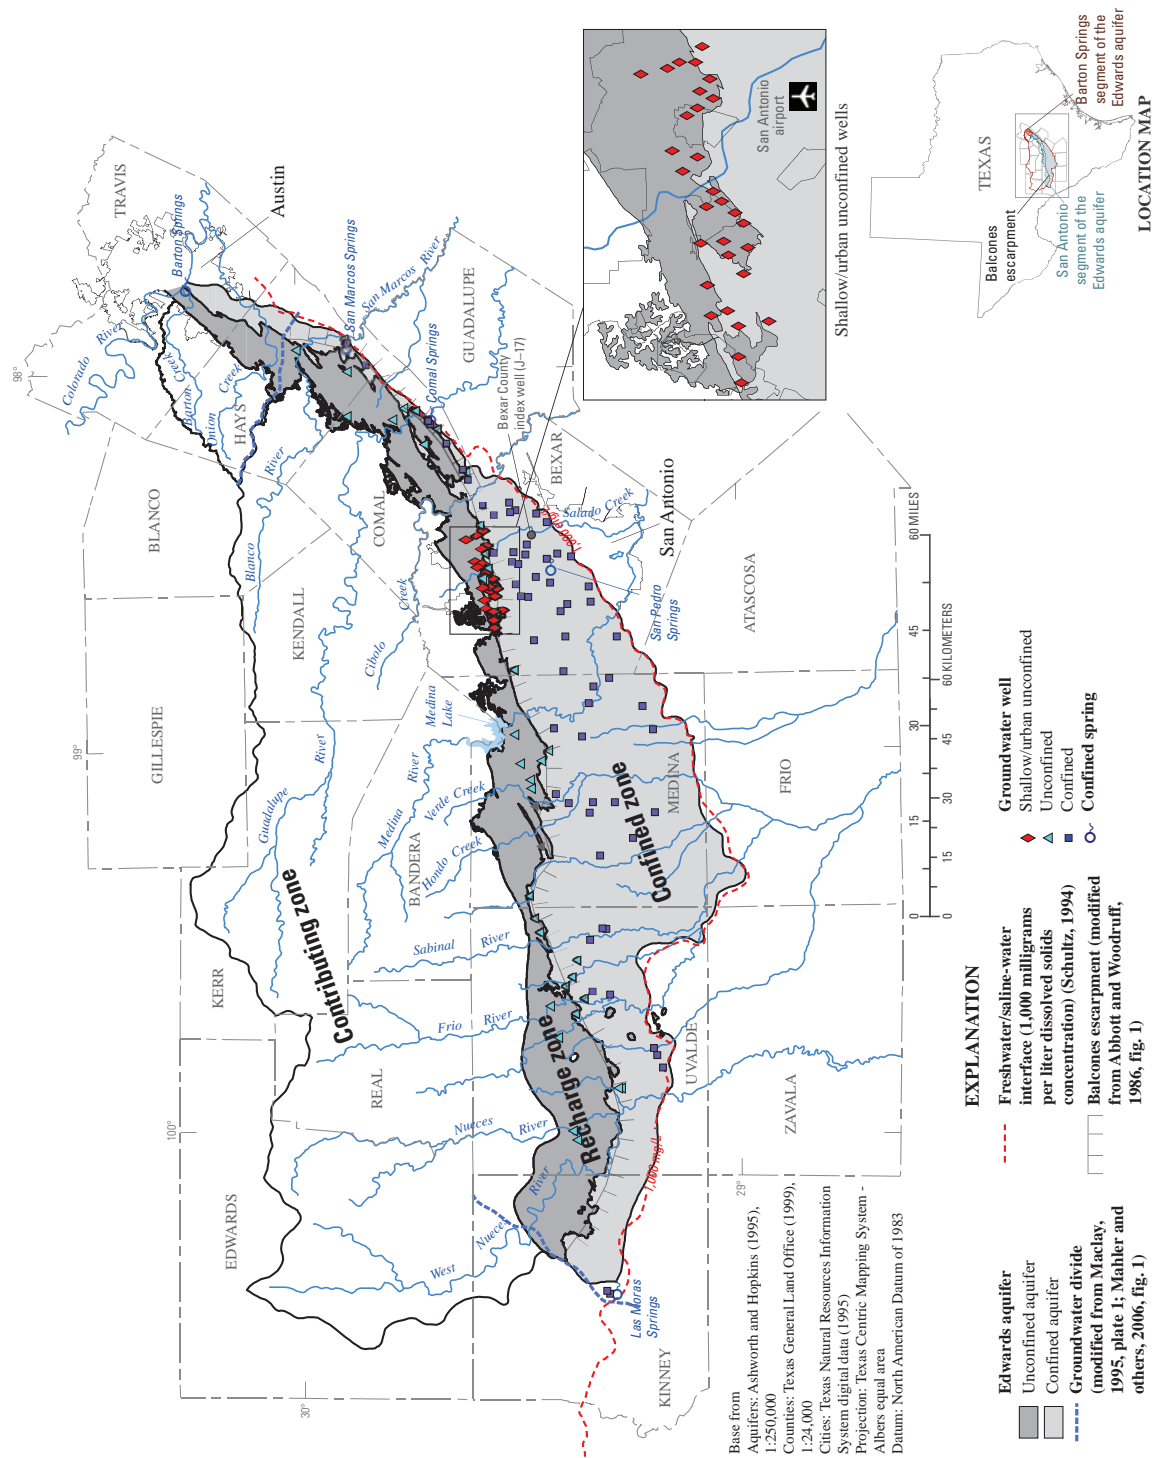 98°
99°
100°
30°
29°
TRAVIS
BLANCO
GILLESPIE
KERR
EDWARDS
REAL
KENDALL
COMAL
HAYS
GUADALUPE
BEXAR
BANDERA
MEDINA
ATASCOSA
FRIO
UVALDE
ZAVALA
KINNEY
Austin
San Antonio
Colorado River
Barton Creek
Onion Creek
Blanco River
Guadalupe River
Cibolo Creek
Medina
Lake
Medina River
Verde Creek
Hondo Creek
Sabinal River
Frio River
Nueces River
West Nueces River
San Marcos River
Salado Creek
Barton Springs
San Marcos Springs
Comal Springs
Bexar County
index well (J–17)
San Pedro
Springs
Las Moras
Springs
1,000 mg/L
1,000 mg/L
Contributing zone
Recharge zone
Confined zone
San Antonio
airport
Shallow/urban unconfined wells
TEXAS
Balcones
escarpment
San Antonio
segment of the
Edwards aquifer
Barton Springs
segment of the
Edwards aquifer
LOCATION MAP
0 15 30 45 60 MILES
0 15 30 45 60 KILOMETERS
Base from
Aquifers: Ashworth and Hopkins (1995),
1:250,000
Counties: Texas General Land Office (1999),
1:24,000
Cities: Texas Natural Resources Information
System digital data (1995)
Projection: Texas Centric Mapping System -
Albers equal area
Datum: North American Datum of 1983
EXPLANATION
Edwards aquifer
Unconfined aquifer
Confined aquifer
Groundwater divide
(modified from Maclay,
1995, plate 1; Mahler and
others, 2006, fig. 1)
Freshwater/saline-water
interface (1,000 milligrams
per liter dissolved solids
concentration) (Schultz, 1994)
Balcones escarpment (modified
from Abbott and Woodruff,
1986, fig. 1)
Groundwater well
Shallow/urban unconfined
Unconfined
Confined
Confined spring